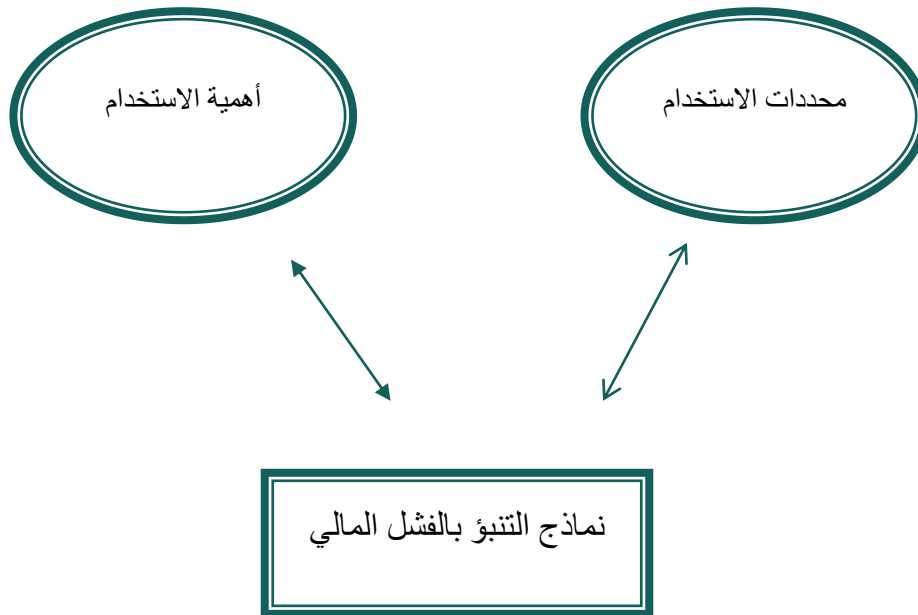 محددات الاستخدام
أهمية الاستخدام
نماذج التنبؤ بالفشل المالي